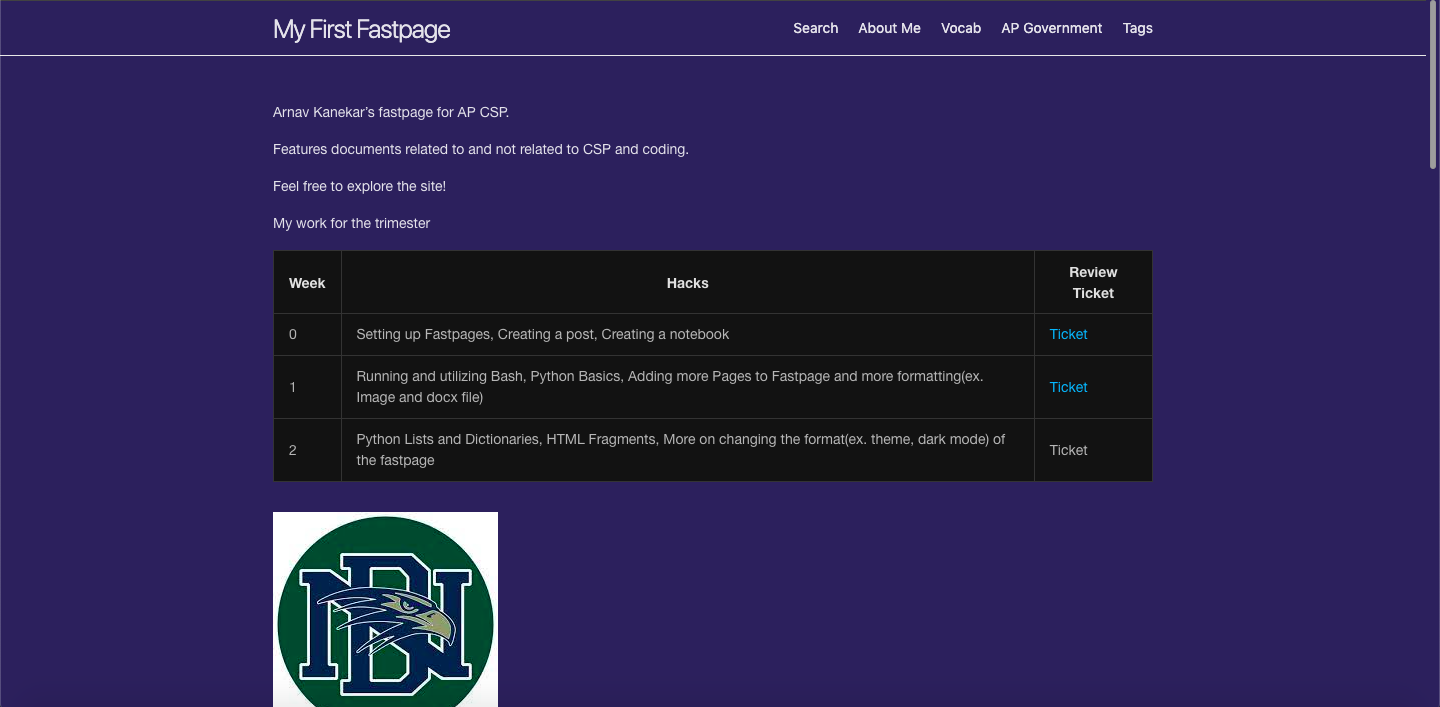 My First Fastpage
Search About Me Vocab AP Government Tags
Arnav Kanekar’s fastpage for AP CSP.
Features documents related to and not related to CSP and coding.
Feel free to explore the site!
My work for the trimester
Week Hacks Review
Ticket
0 Setting up Fastpages, Creating a post, Creating a notebook Ticket
1 Running and utilizing Bash, Python Basics, Adding more Pages to Fastpage and more formatting(ex.
Image and docx file) Ticket
2 Python Lists and Dictionaries, HTML Fragments, More on changing the format(ex. theme, dark mode) of
the fastpage Ticket
DN